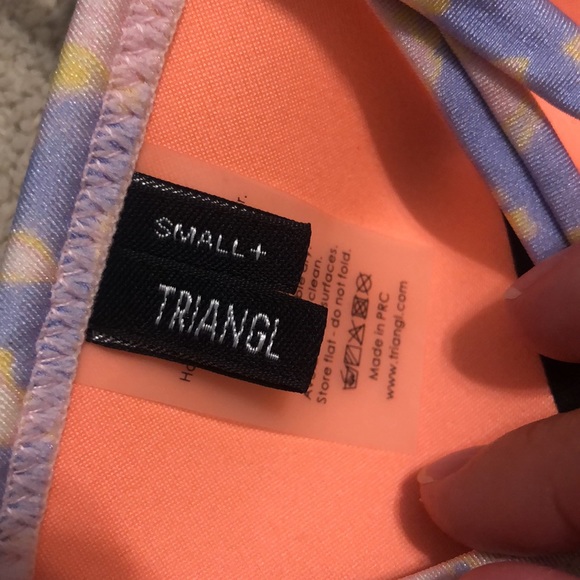 SMALL+
TRIANGL
clean.
surfaces.
Store flat - do not fold.
Made in PRC
www.triangl.com